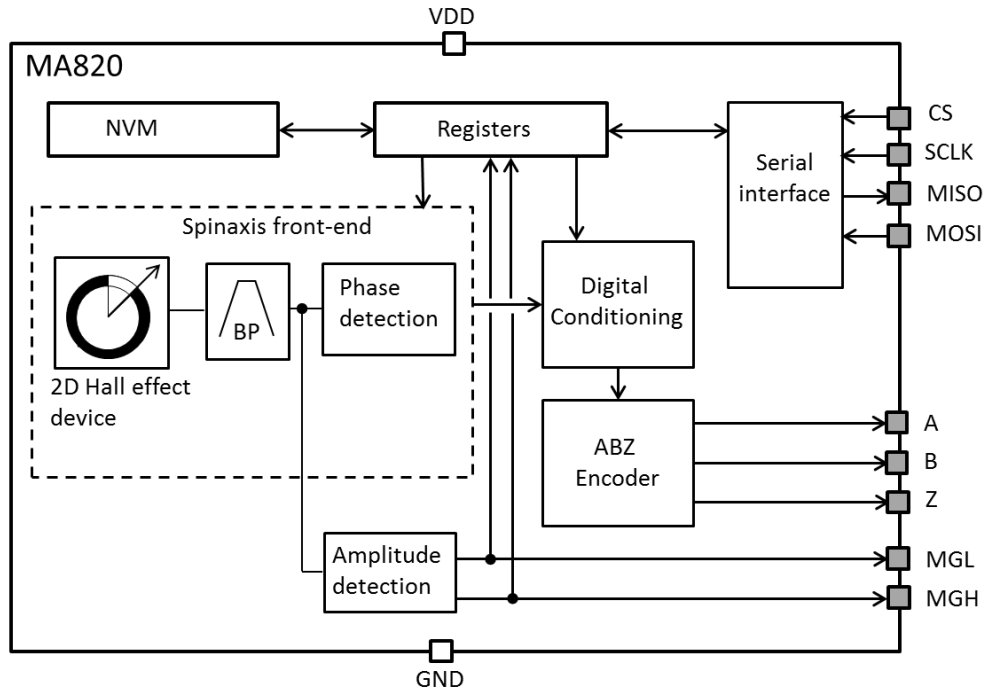 VDD
MA820
NVM
Registers
Serial
interface
CS
SCLK
MISO
MOSI
Spinaxis front-end
BP
Phase
detection
2D Hall effect
device
Digital
Conditioning
ABZ
Encoder
A
B
Z
Amplitude
detection
MGL
MGH
GND